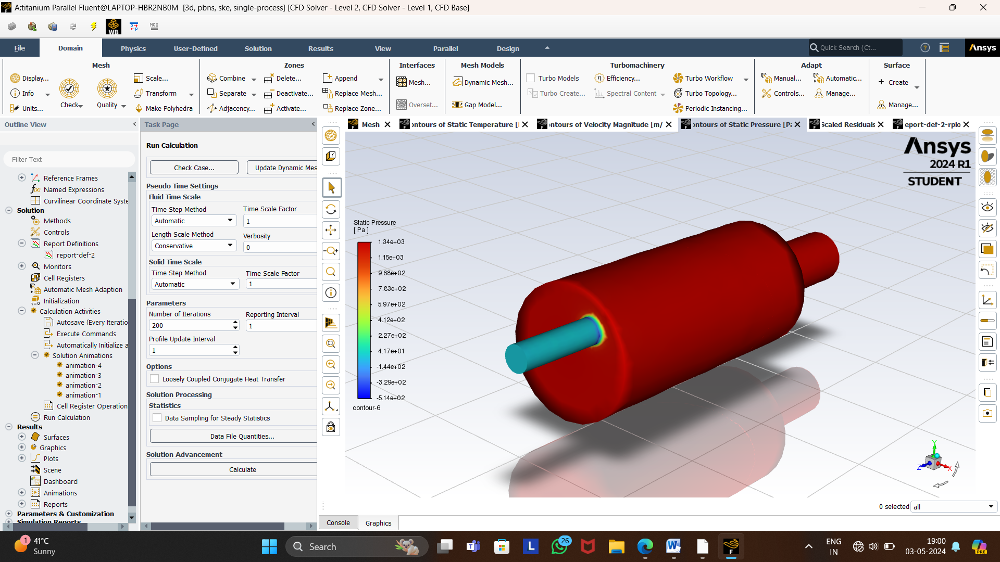 A:titanium Parallel Fluent@LAPTOP-HBR2NB0M [3d, pbns, ske, single-process] [CFD Solver - Level 2, CFD Solver - Level 1, CFD Base]
WB
File Domain Physics User-Defined Solution Results View Parallel Design Quick Search (Ct... Ansys
Mesh Zones Interfaces Mesh Models Turbomachinery Adapt Surface
Display... Scale... Combine Delete... Append Mesh... Dynamic Mesh... Turbo Models Efficiency... Turbo Workflow Manual... Automatic... Create
Info Check Quality Transform Separate Deactivate... Replace Mesh... Turbo Create... Spectral Content Turbo Topology... Controls... Manage...
Units... Make Polyhedra Adjacency... Activate... Replace Zone... Overset... Gap Model... Periodic Instancing... Manage...
Outline View
Filter Text
Reference Frames
Named Expressions
Curvilinear Coordinate Syste
Solution
Methods
Controls
Report Definitions
report-def-2
Monitors
Cell Registers
Automatic Mesh Adaption
Initialization
Calculation Activities
Autosave (Every Iteratio
Execute Commands
Automatically Initialize a
Solution Animations
animation-4
animation-3
animation-2
animation-1
Cell Register Operation
Run Calculation
Results
Surfaces
Graphics
Plots
Scene
Dashboard
Animations
Reports
Parameters & Customization
Simulation Reports
Task Page
Run Calculation
Check Case... Update Dynamic Mes
Pseudo Time Settings
Fluid Time Scale
Time Step Method Time Scale Factor
Automatic 1
Length Scale Method Verbosity
Conservative 0
Solid Time Scale
Time Step Method Time Scale Factor
Automatic 1
Parameters
Number of Iterations Reporting Interval
200 1
Profile Update Interval
1
Options
Loosely Coupled Conjugate Heat Transfer
Solution Processing
Statistics
Data Sampling for Steady Statistics
Data File Quantities...
Solution Advancement
Calculate
Mesh ontours of Static Temperature [ ontours of Velocity Magnitude [m/ ontours of Static Pressure [Pa Scaled Residuals eport-def-2-rplo
Ansys
2024 R1
STUDENT
Static Pressure
[ Pa ]
1.34e+03
1.15e+03
9.68e+02
7.83e+02
5.97e+02
4.12e+02
2.27e+02
4.17e+01
-1.44e+02
-3.29e+02
-5.14e+02
contour-6
Y
Z X
0 selected all
Console Graphics
1 41°C
Sunny
Search
26
ENG
IN
19:00
03-05-2024
PRE